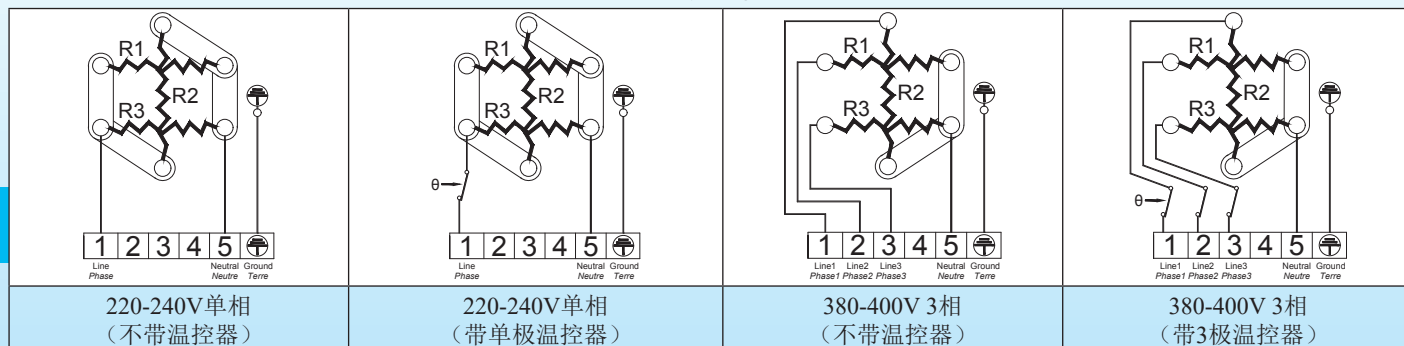 R1
R3
R2
1 2 3 4 5
Line
Phase
Neutral
Neutre
Ground
Terre
220-240V单相
（不带温控器）
R1
R3
R2
θ
1 2 3 4 5
Line
Phase
Neutral
Neutre
Ground
Terre
220-240V单相
（带单极温控器）
R1
R3
R2
1 2 3 4 5
Line1
Phase1
Line2
Phase2
Line3
Phase3
Neutral
Neutre
Ground
Terre
380-400V 3相
（不带温控器）
R1
R3
R2
θ
1 2 3 4 5
Line1
Phase1
Line2
Phase2
Line3
Phase3
Neutral
Neutre
Ground
Terre
380-400V 3相
（带3极温控器）